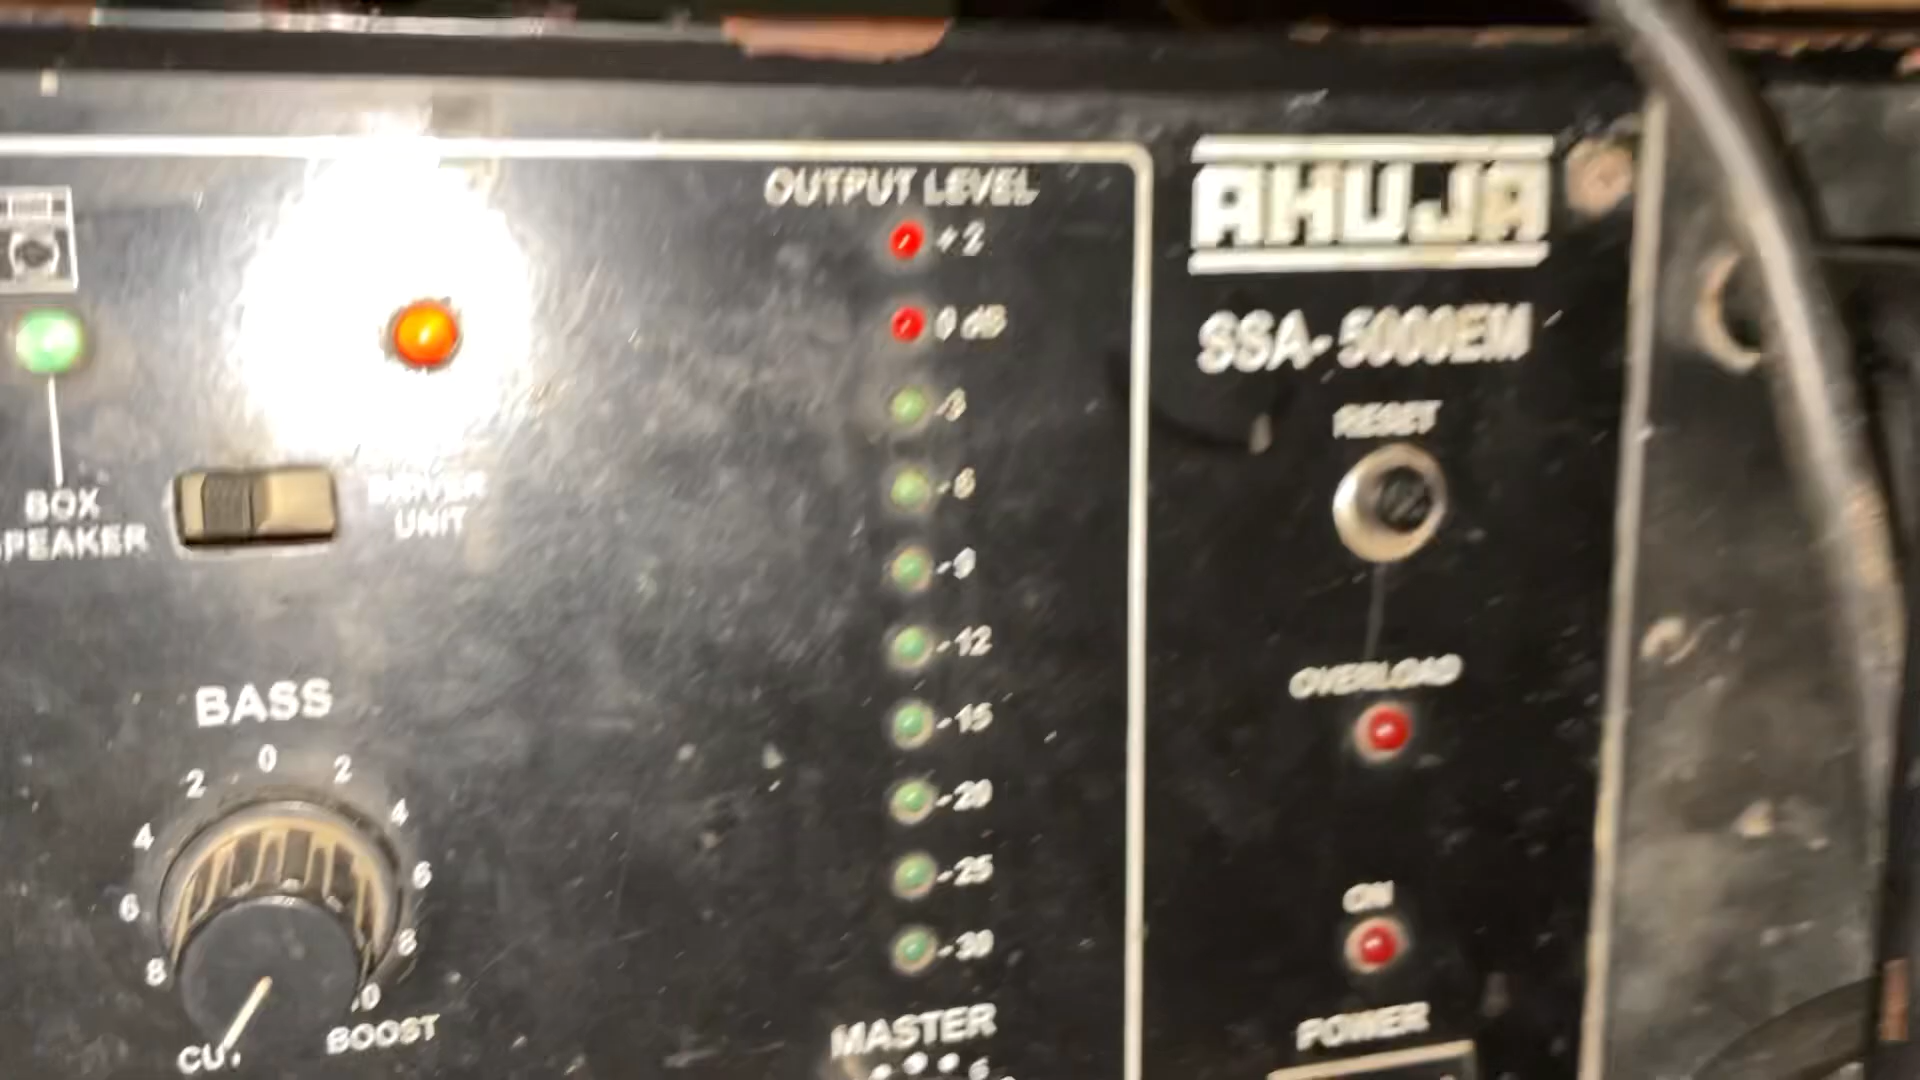 OUTPUT LEVEL
+2
0 dB
-3
-6
-9
-12
-15
-20
-25
-30
MASTER
AHUJA
SSA-5000EM
RESET
OVERLOAD
ON
POWER
BOX
SPEAKER
DRIVER
UNIT
BASS
0
2 2
4 4
6 6
8 8
BOOST